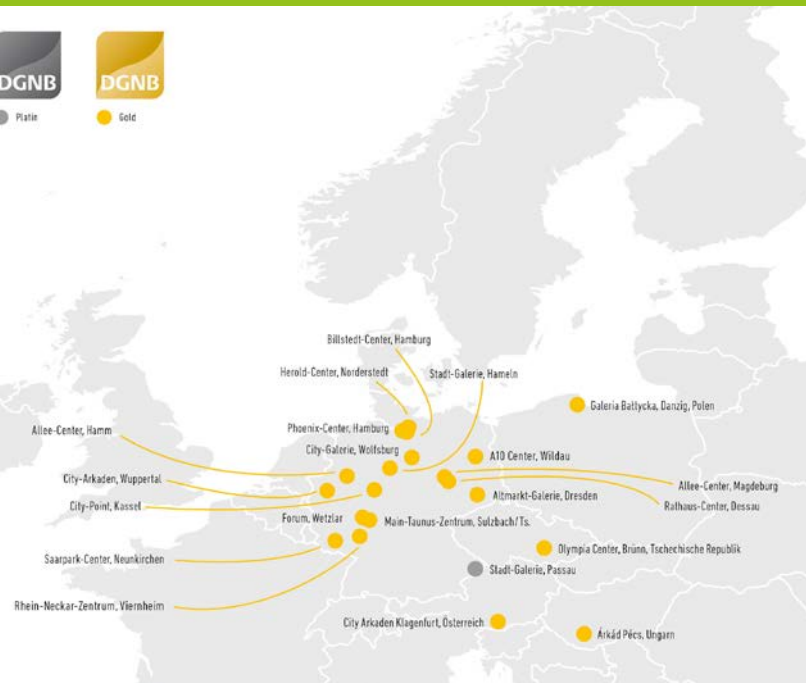 DGNB
DGNB
Platin
Gold
Billstedt-Center, Hamburg
Herold-Center, Norderstedt
Stadt-Galerie, Hameln
Galeria Bałtycka, Danzig, Polen
Phoenix-Center, Hamburg
Allee-Center, Hamm
City-Galerie, Wolfsburg
A10 Center, Wildau
City-Arkaden, Wuppertal
Allee-Center, Magdeburg
Altmarkt-Galerie, Dresden
City-Point, Kassel
Rathaus-Center, Dessau
Forum, Wetzlar
Main-Taunus-Zentrum, Sulzbach/Ts.
Olympia Center, Brünn, Tschechische Republik
Saarpark-Center, Neunkirchen
Stadt-Galerie, Passau
Rhein-Neckar-Zentrum, Viernheim
City Arkaden Klagenfurt, Österreich
Árkád Pécs, Ungarn